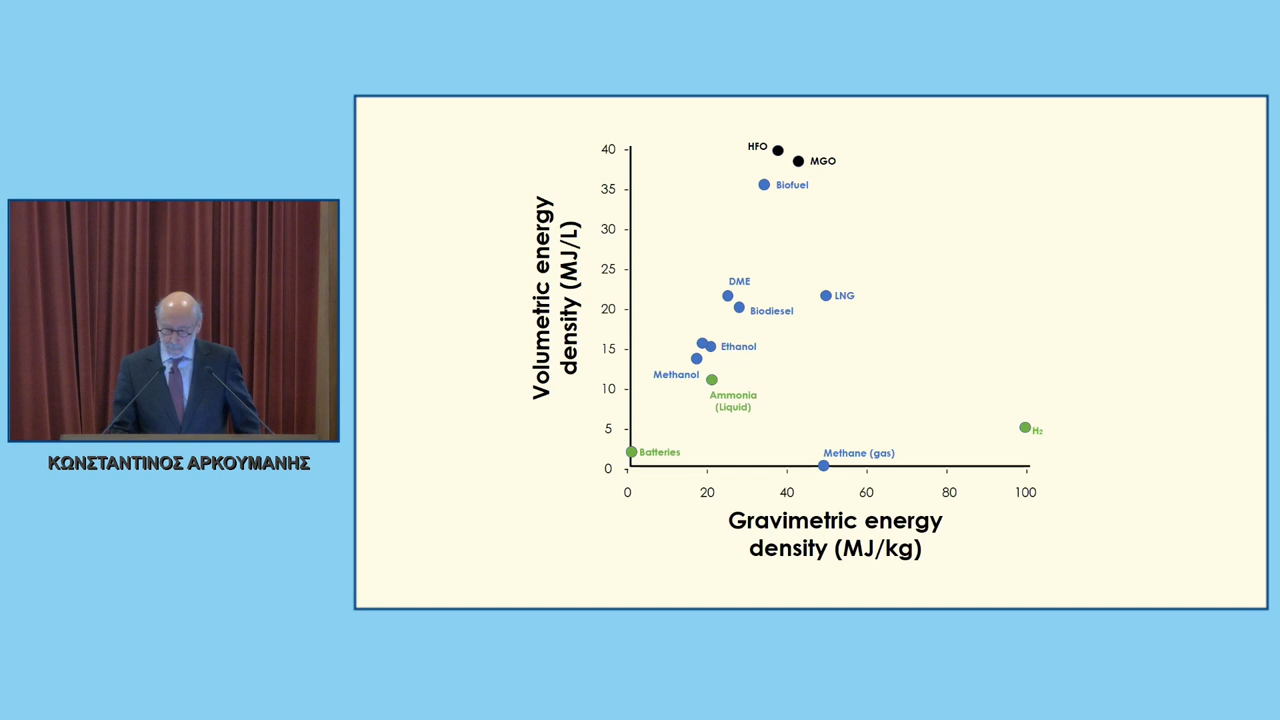 40
35
30
25
20
15
10
5
0
Volumetric energy
density (MJ/L)
HFO
MGO
Biofuel
DME
LNG
Biodiesel
Ethanol
Methanol
Ammonia
(Liquid)
H₂
Batteries
Methane (gas)
0 20 40 60 80 100
Gravimetric energy
density (MJ/kg)
ΚΩΝΣΤΑΝΤΙΝΟΣ ΑΡΚΟΥΜΑΝΗΣ